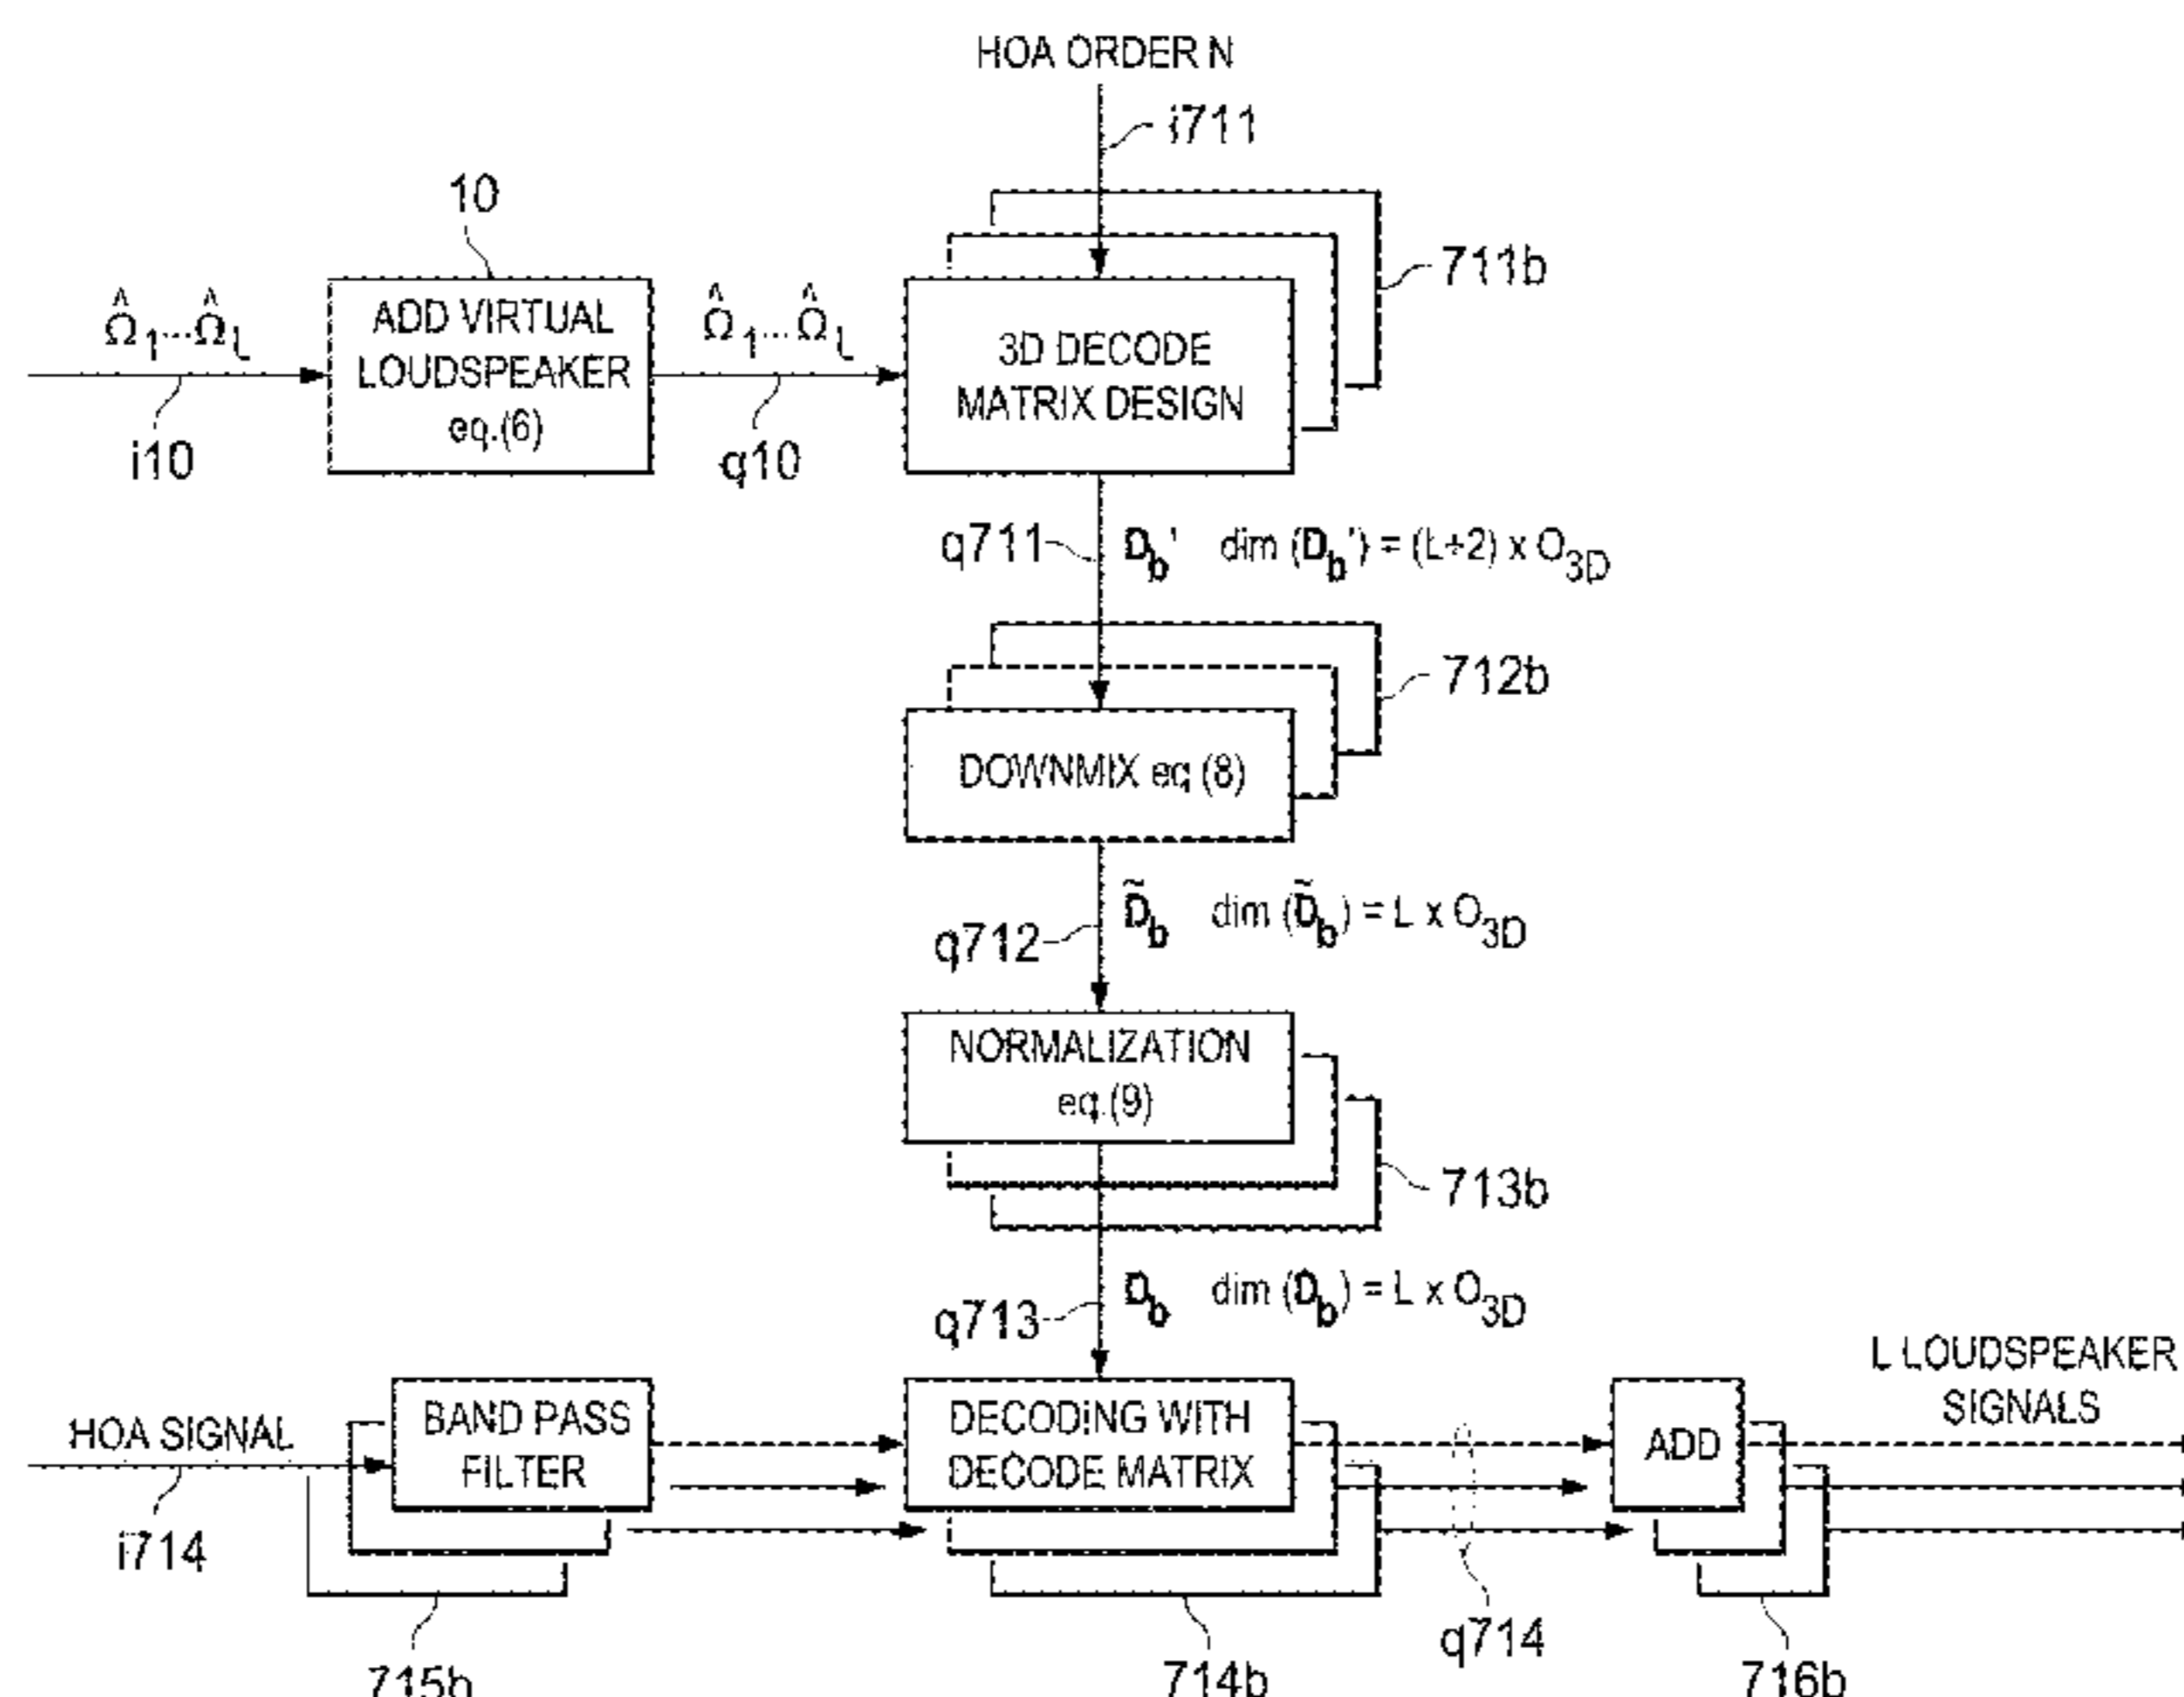 HOA ORDER N
i711
10
711b
Ω̂1...Ω̂L
ADD VIRTUAL
LOUDSPEAKER
eq.(6)
Ω̂1...Ω̂L
3D DECODE
MATRIX DESIGN
i10
q10
q711
Db' dim (Db') = (L+2) x O3D
712b
DOWNMIX eq (8)
q712
D̃b dim (D̃b) = L x O3D
NORMALIZATION
eq.(9)
713b
q713
Db dim (Db) = L x O3D
L LOUDSPEAKER
SIGNALS
HOA SIGNAL
BAND PASS
FILTER
DECODING WITH
DECODE MATRIX
ADD
i714
q714
715b
714b
716b